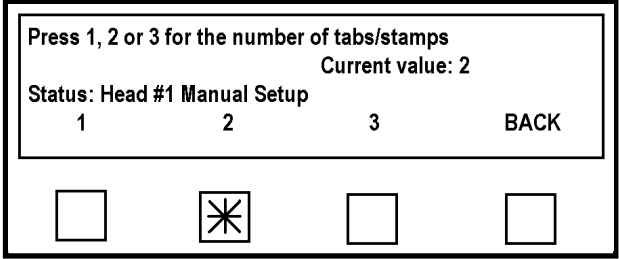 Press 1, 2 or 3 for the number of tabs/stamps
Current value: 2
Status: Head #1 Manual Setup
1 2 3 BACK